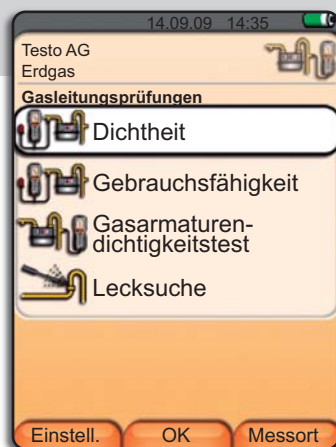 14.09.09 14:35
Testo AG
Erdgas
Gasleitungsprüfungen
Dichtheit
Gebrauchsfähigkeit
Gasarmaturen-
dichtigkeitstest
Lecksuche
Einstell. OK Messort